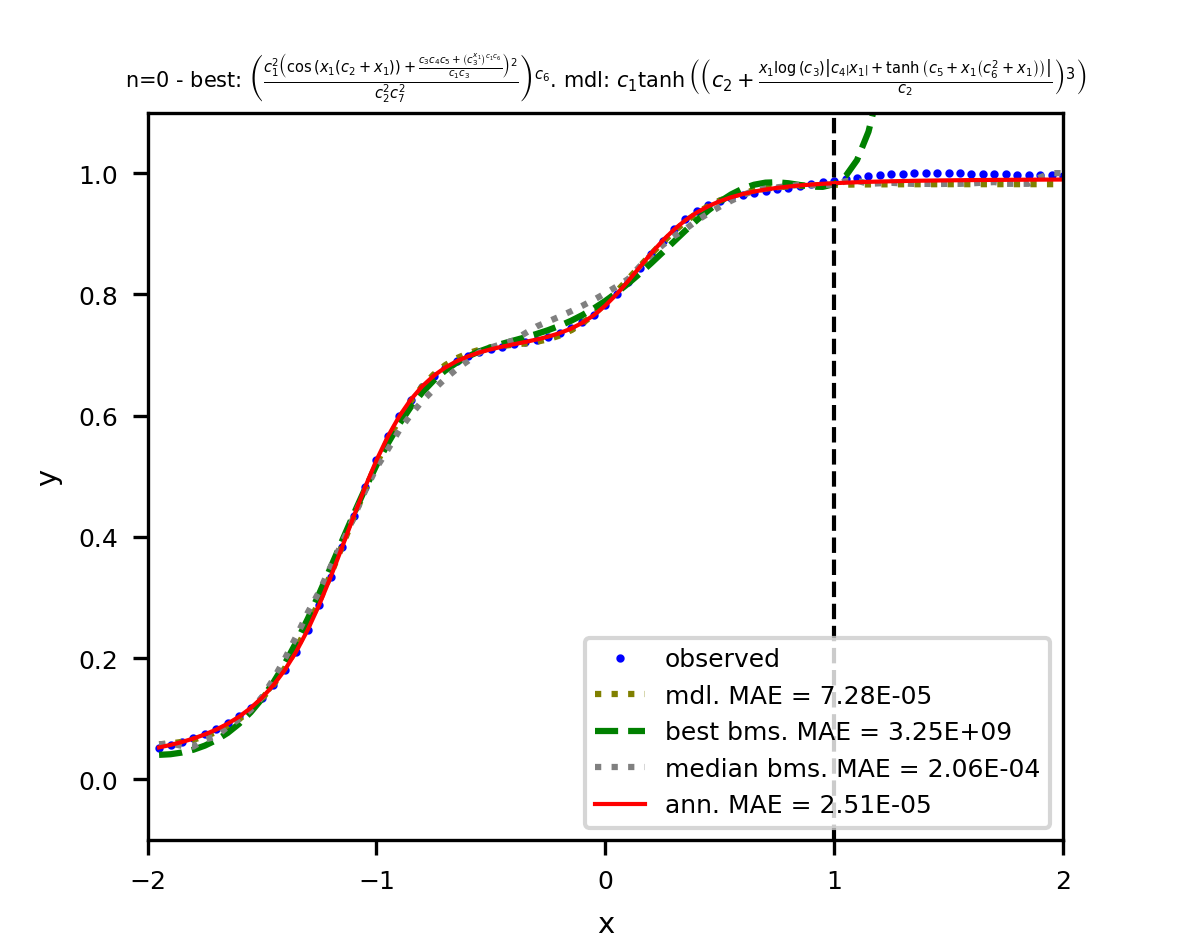 n=0 - best: $\left(\frac{c_1^2\left(\cos\left(x_1(c_2+x_1)\right)+\frac{c_3c_4c_5+\left(c_3^{x_1}\right)^{c_1c_6}}{c_1c_3}\right)^2}{c_2^2c_7^2}\right)^{c_6}$. mdl: $c_1\tanh\left(\left(c_2+\frac{x_1\log(c_3)\left|c_4|x_1|+\tanh\left(c_5+x_1(c_6^2+x_1)\right)\right|}{c_2}\right)^3\right)$
1.0
0.8
0.6
0.4
0.2
0.0
y
observed
mdl. MAE = 7.28E-05
best bms. MAE = 3.25E+09
median bms. MAE = 2.06E-04
ann. MAE = 2.51E-05
−2 −1 0 1 2
x